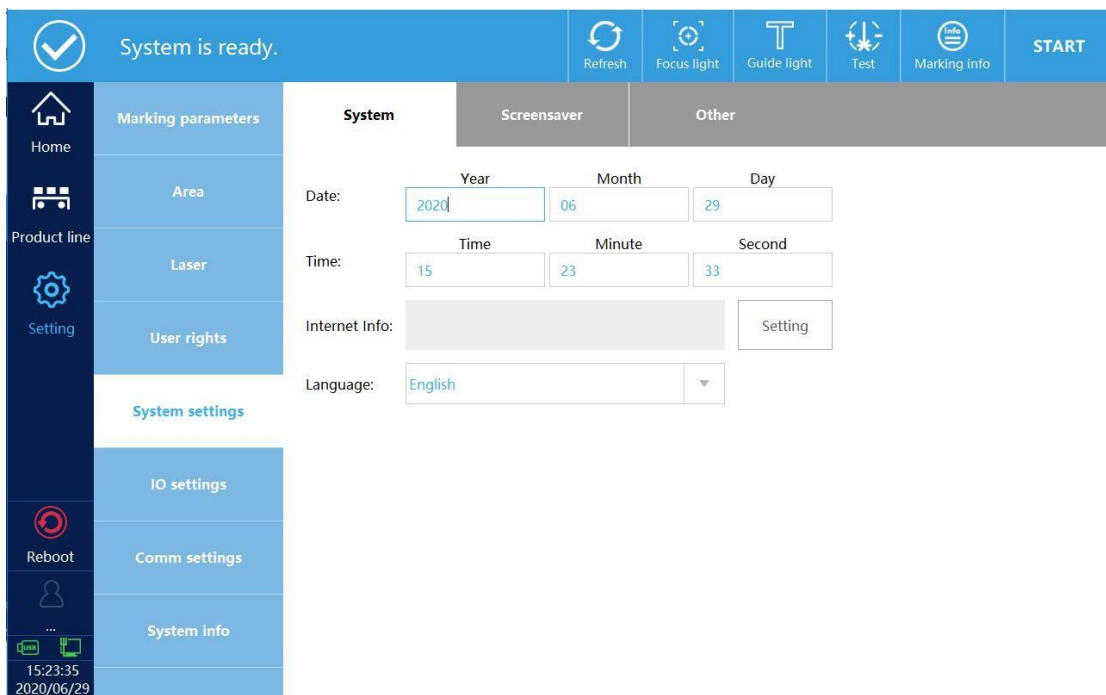 System is ready.
Refresh
Focus light
Guide light
Test
Info
Marking info
START
Home
Product line
Setting
Reboot
...
USB
15:23:35
2020/06/29
Marking parameters
Area
Laser
User rights
System settings
IO settings
Comm settings
System info
System
Screensaver
Other
Year Month Day
Date: 2020 06 29
Time Minute Second
Time: 15 23 33
Internet Info: Setting
Language: English